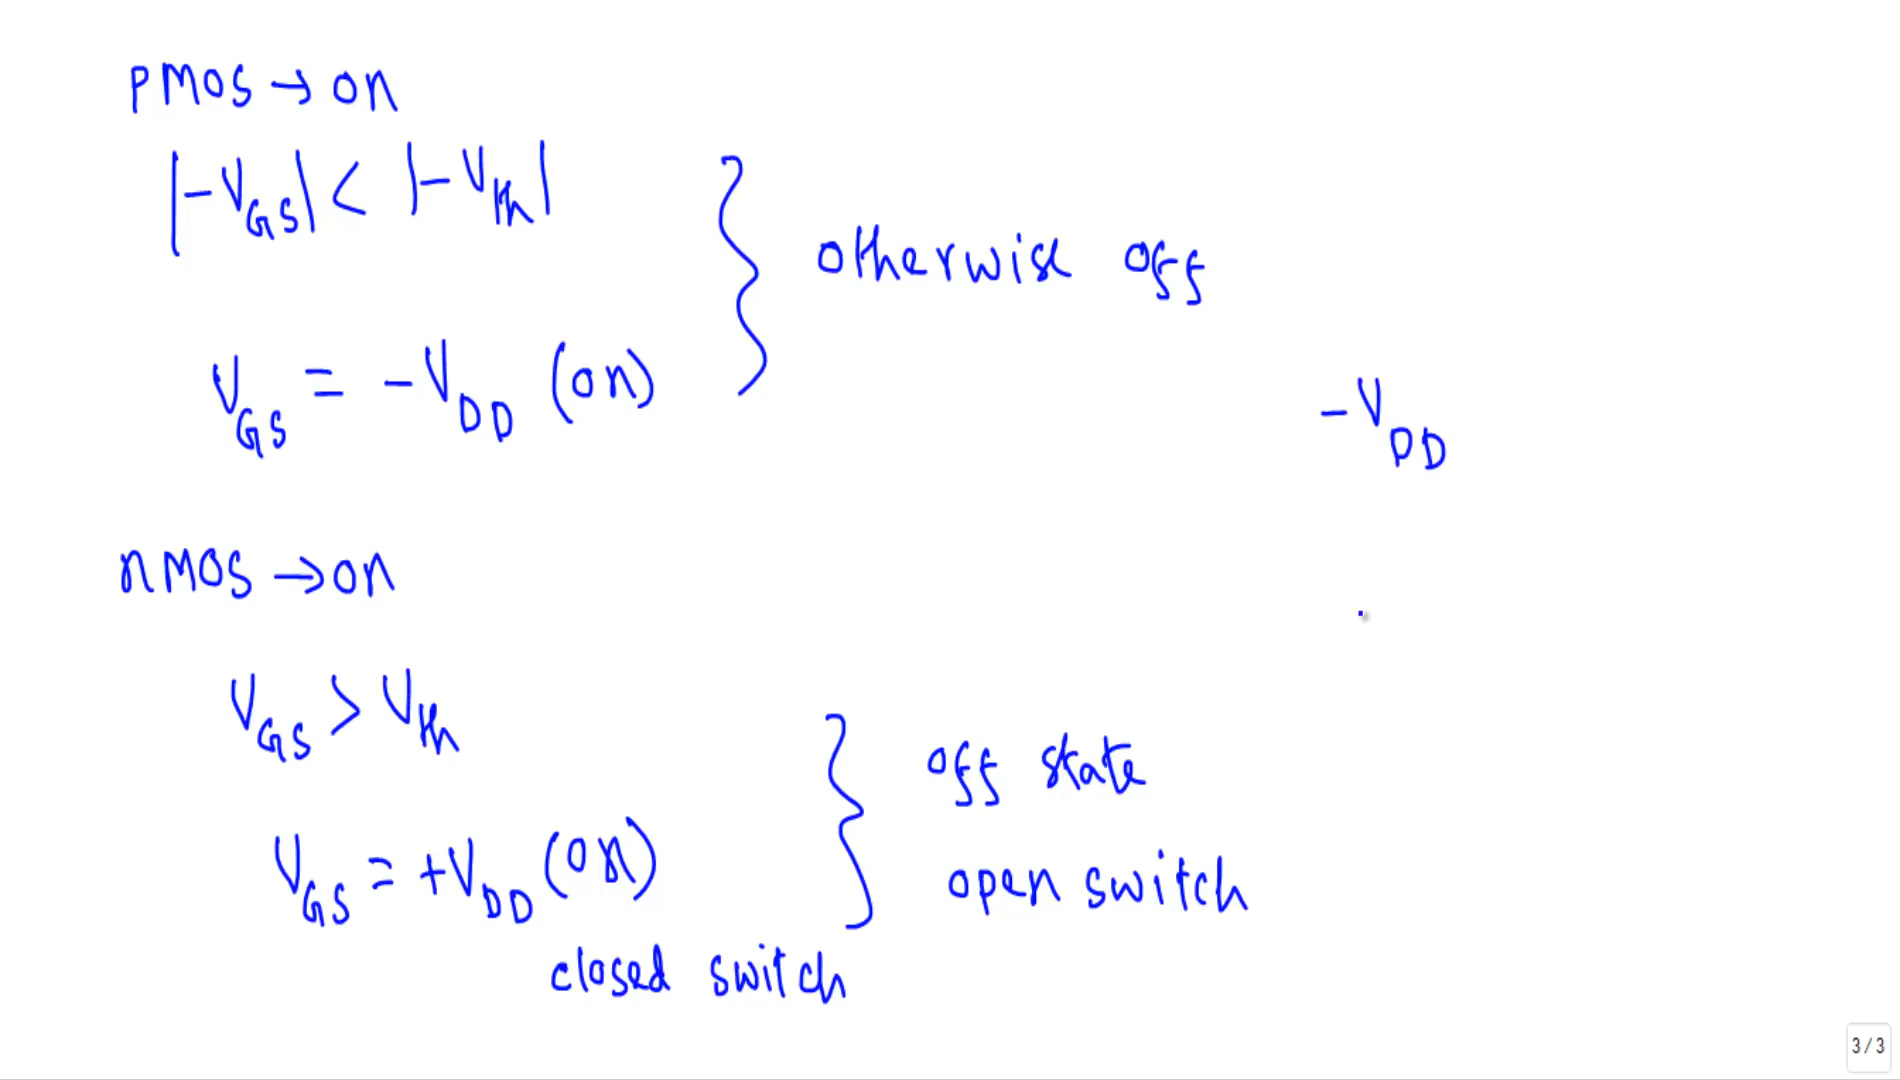 PMOS → on
|-V_GS| < |-V_th|
otherwise off
V_GS = -V_DD (on)
-V_DD
nMOS → on
V_GS > V_th
off state
V_GS = +V_DD (on)
open switch
closed switch
3/3